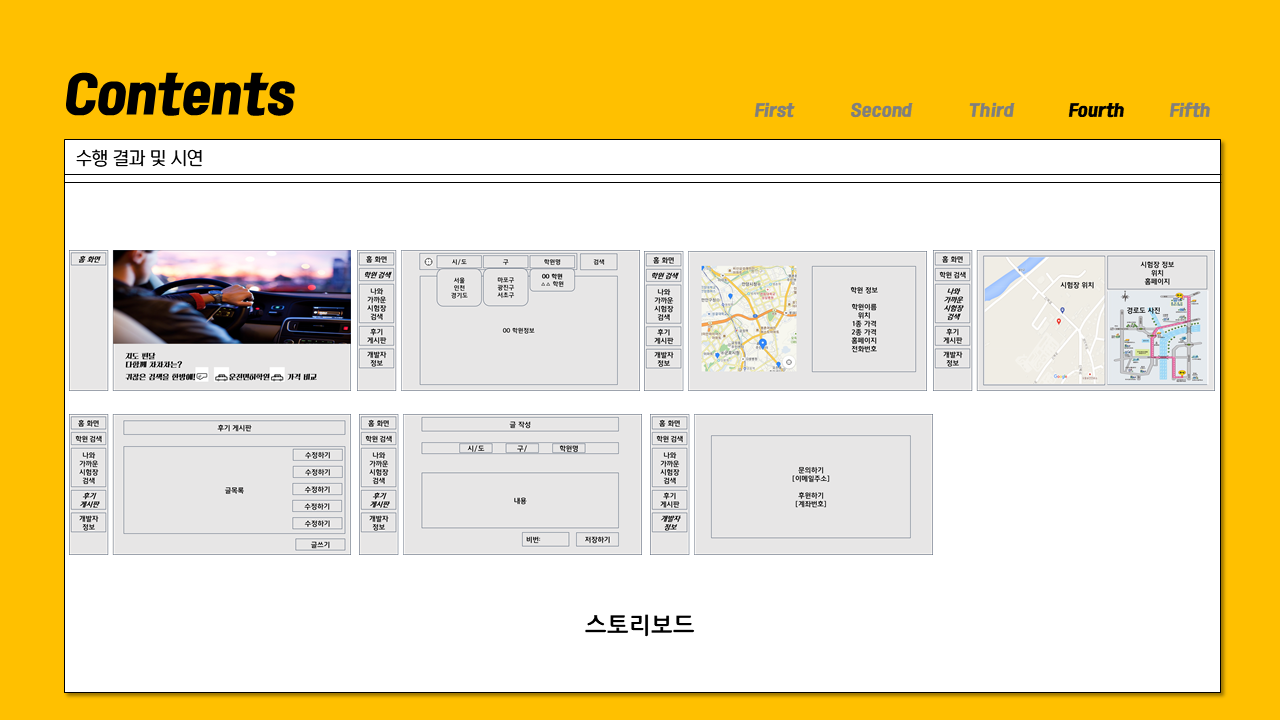 Contents
First Second Third Fourth Fifth
수행 결과 및 시연
홈 화면
지도 펀달
다함께 차차차는?
귀찮은 검색을 한방에! 운전면허학원 가격 비교
홈 화면
학원 검색
나와
가까운
시험장
검색
후기
게시판
개발자
정보
시/도 구 학원명 검색
서울
인천
경기도
마포구
광진구
서초구
OO 학원
△△ 학원
OO 학원정보
홈 화면
학원 검색
나와
가까운
시험장
검색
후기
게시판
개발자
정보
학원 정보
학원이름
위치
1종 가격
2종 가격
홈페이지
전화번호
홈 화면
학원 검색
나와
가까운
시험장
검색
후기
게시판
개발자
정보
시험장 위치
Google
시험장 정보
위치
홈페이지
경로도 사진
홈 화면
학원 검색
나와
가까운
시험장
검색
후기
게시판
개발자
정보
후기 게시판
글목록
수정하기
수정하기
수정하기
수정하기
수정하기
글쓰기
홈 화면
학원 검색
나와
가까운
시험장
검색
후기
게시판
개발자
정보
글 작성
시/도 구/ 학원명
내용
비번: 저장하기
홈 화면
학원 검색
나와
가까운
시험장
검색
후기
게시판
개발자
정보
문의하기
[이메일주소]
후원하기
[계좌번호]
스토리보드